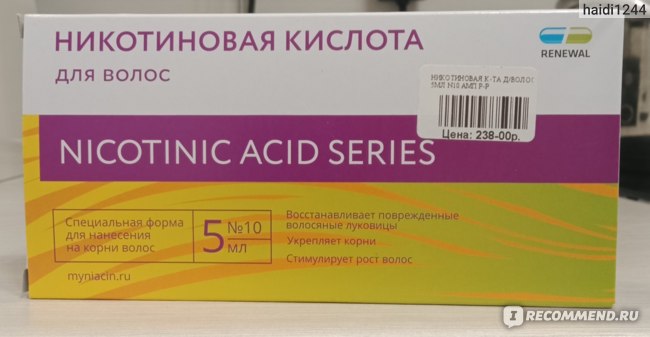 haidi1244
НИКОТИНОВАЯ КИСЛОТА
ДЛЯ ВОЛОС
RENEWAL
НИКОТИНОВАЯ К-ТА Д/ВОЛОС
5МЛ N10 АМП Р-Р
Цена: 238-00р.
NICOTINIC ACID SERIES
Специальная форма
для нанесения
на корни волос
5 №10
мл
Восстанавливает поврежденные
волосяные луковицы
Укрепляет корни
Стимулирует рост волос
myniacin.ru
I RECOMMEND.RU